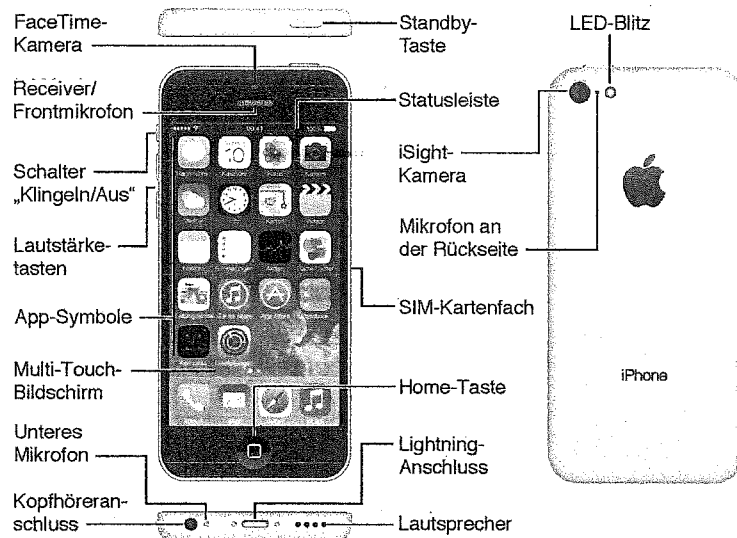 FaceTime-
Kamera
Receiver/
Frontmikrofon
Schalter
„Klingeln/Aus“
Lautstärke-
tasten
App-Symbole
Multi-Touch-
Bildschirm
Unteres
Mikrofon
Kopfhöreran-
schluss
Standby-
Taste
Statusleiste
SIM-Kartenfach
Home-Taste
Lightning-
Anschluss
Lautsprecher
LED-Blitz
iSight-
Kamera
Mikrofon an
der Rückseite
iPhone
10